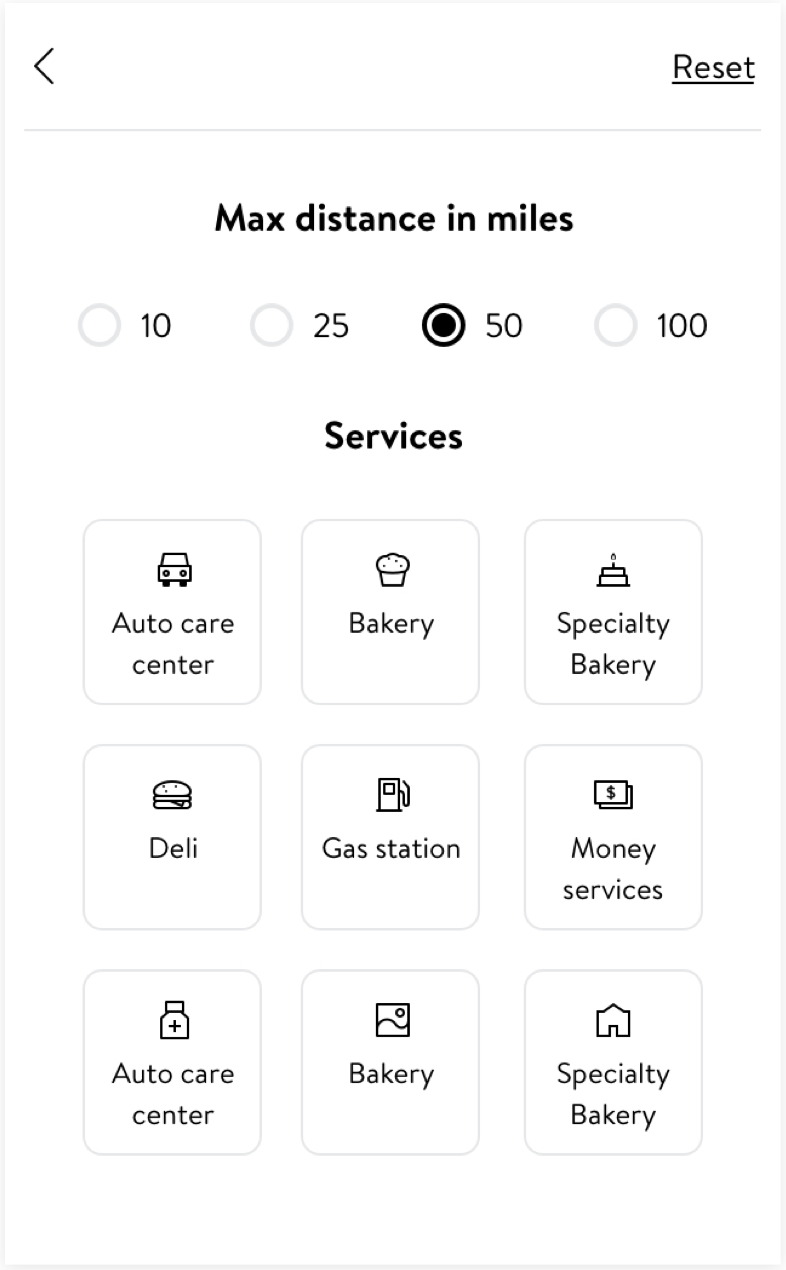 Reset
Max distance in miles
10 25 50 100
Services
Auto care
center
Bakery
Specialty
Bakery
Deli
Gas station
$
Money
services
Auto care
center
Bakery
Specialty
Bakery